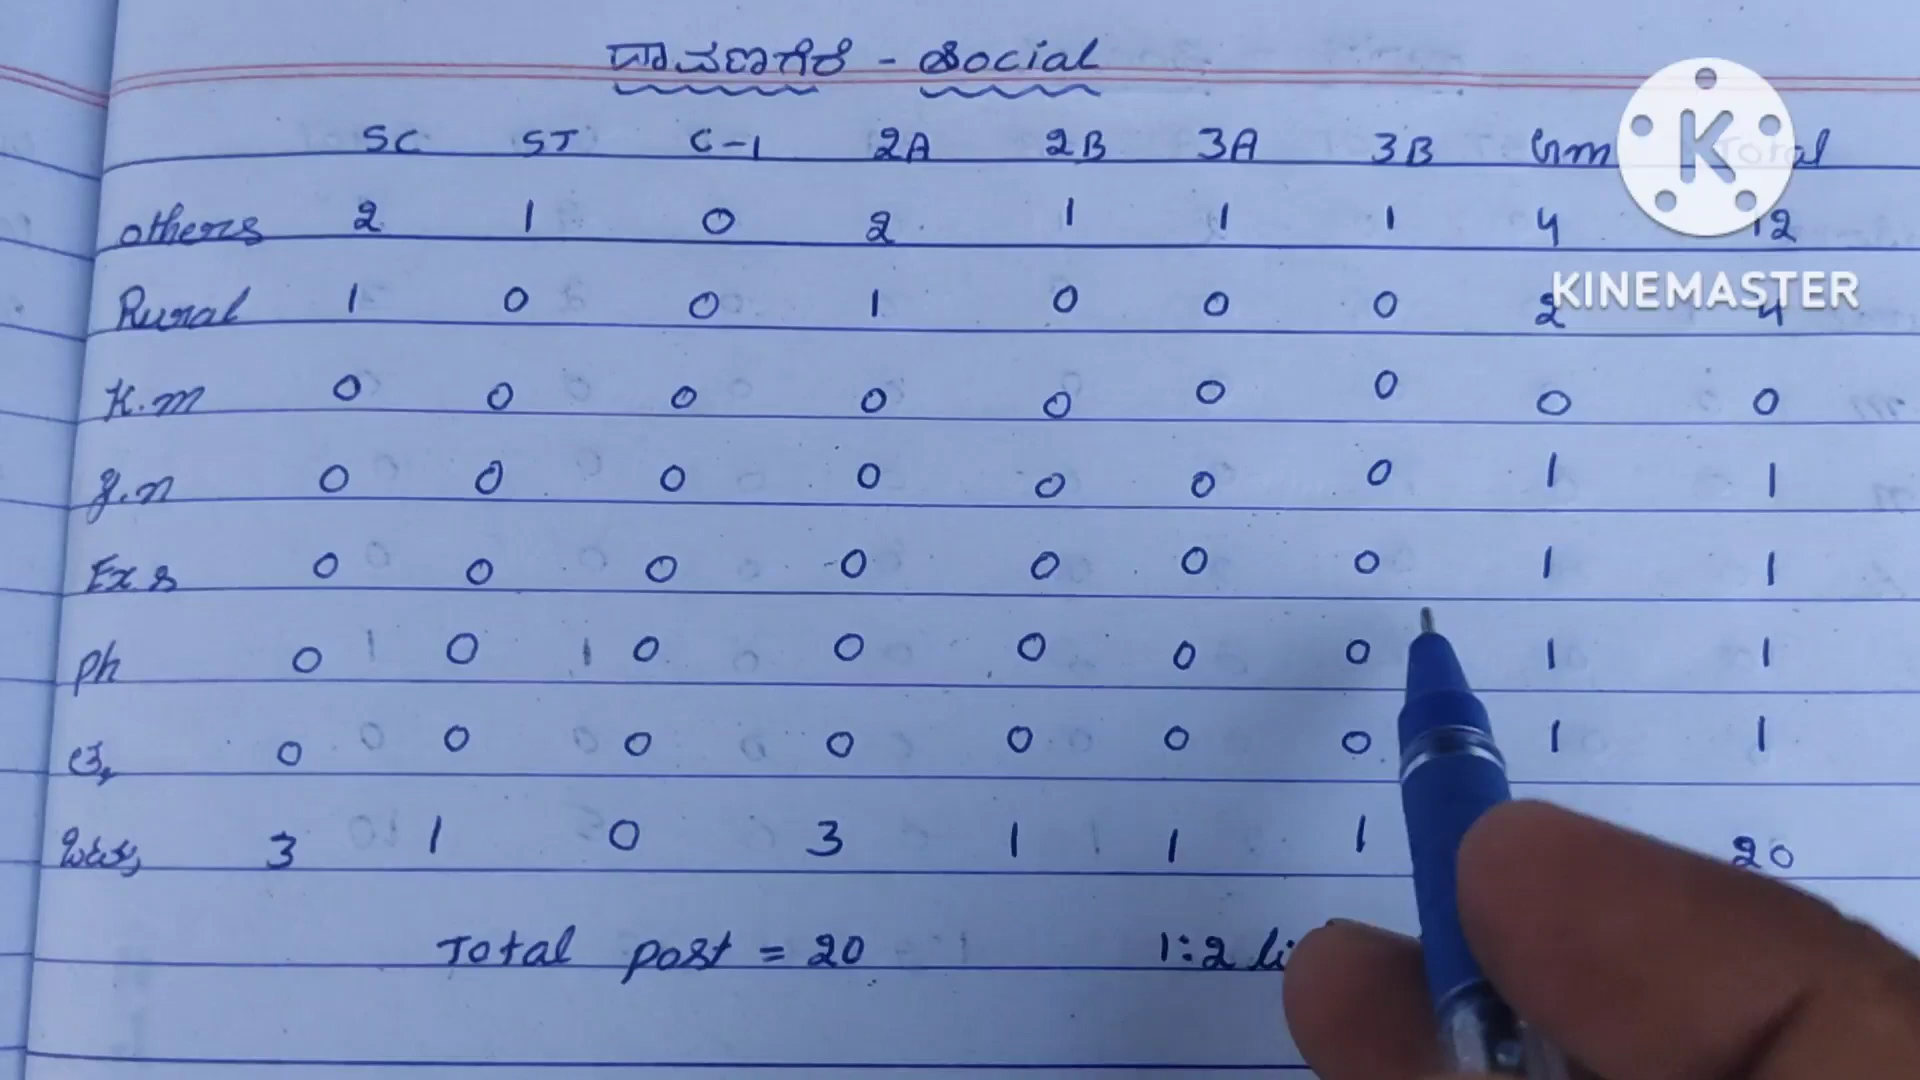 ದಾವಣಗೆರೆ - Social
SC ST C-1 2A 2B 3A 3B Gm Total
others 2 1 0 2 1 1 1 4 12
Rural 1 0 0 1 0 0 0 2 4
KINEMASTER
K.m 0 0 0 0 0 0 0 0 0
0 0 0 0 0 0 0 1 1
Ex.s 0 0 0 0 0 0 0 1 1
Ph 0 0 0 0 0 0 0 1 1
0 0 0 0 0 0 0 1 1
ಒಟ್ಟು 3 1 0 3 1 1 1 20
Total post = 20 1:2 li